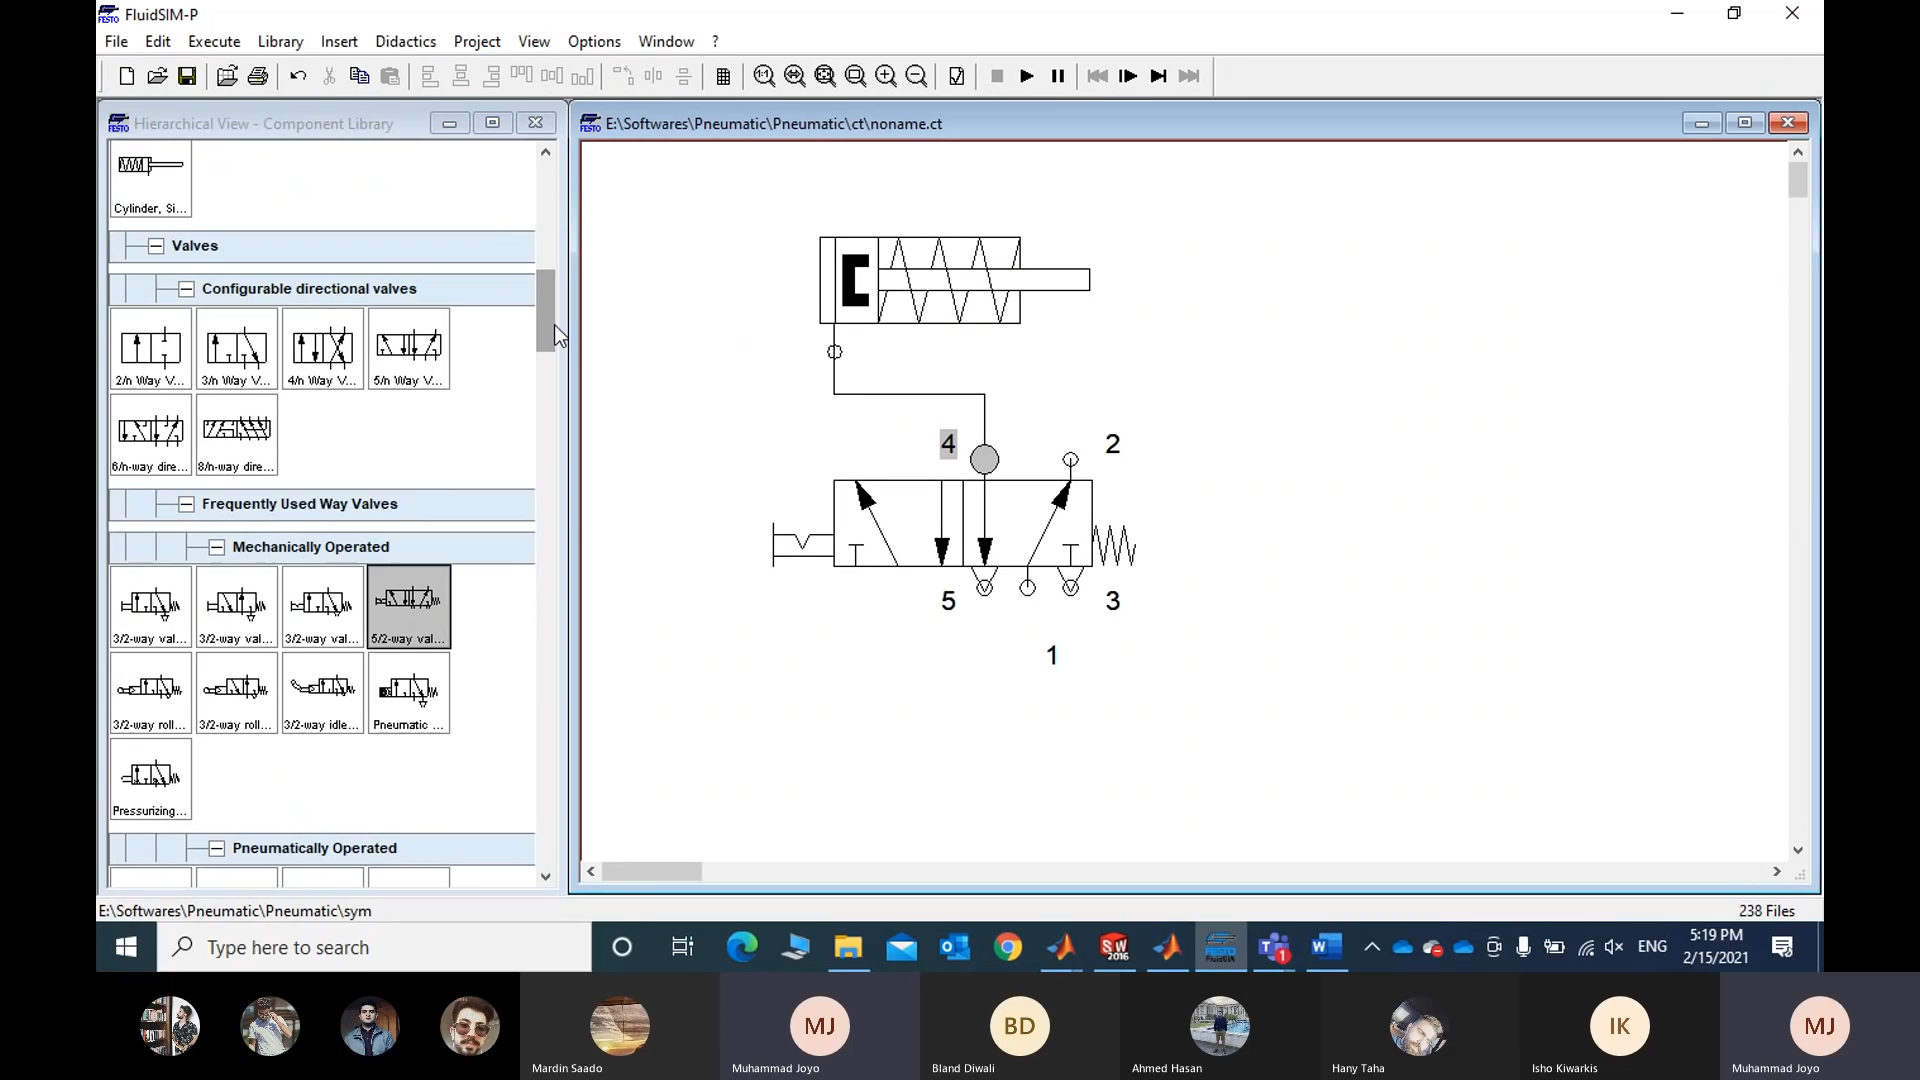 FluidSIM-P
File Edit Execute Library Insert Didactics Project View Options Window ?
Hierarchical View - Component Library
Cylinder, Si...
Valves
Configurable directional valves
2/n Way V... 3/n Way V... 4/n Way V... 5/n Way V...
6/n-way dire... 8/n-way dire...
Frequently Used Way Valves
Mechanically Operated
3/2-way val... 3/2-way val... 3/2-way val... 5/2-way val...
3/2-way roll... 3/2-way roll... 3/2-way idle... Pneumatic ...
Pressurizing...
Pneumatically Operated
E:\Softwares\Pneumatic\Pneumatic\ct\noname.ct
4 2
5 3
1
E:\Softwares\Pneumatic\Pneumatic\sym 238 Files
Type here to search
ENG
5:19 PM
2/15/2021
MJ BD IK MJ
Mardin Saado Muhammad Joyo Bland Diwali Ahmed Hasan Hany Taha Isho Kiwarkis Muhammad Joyo